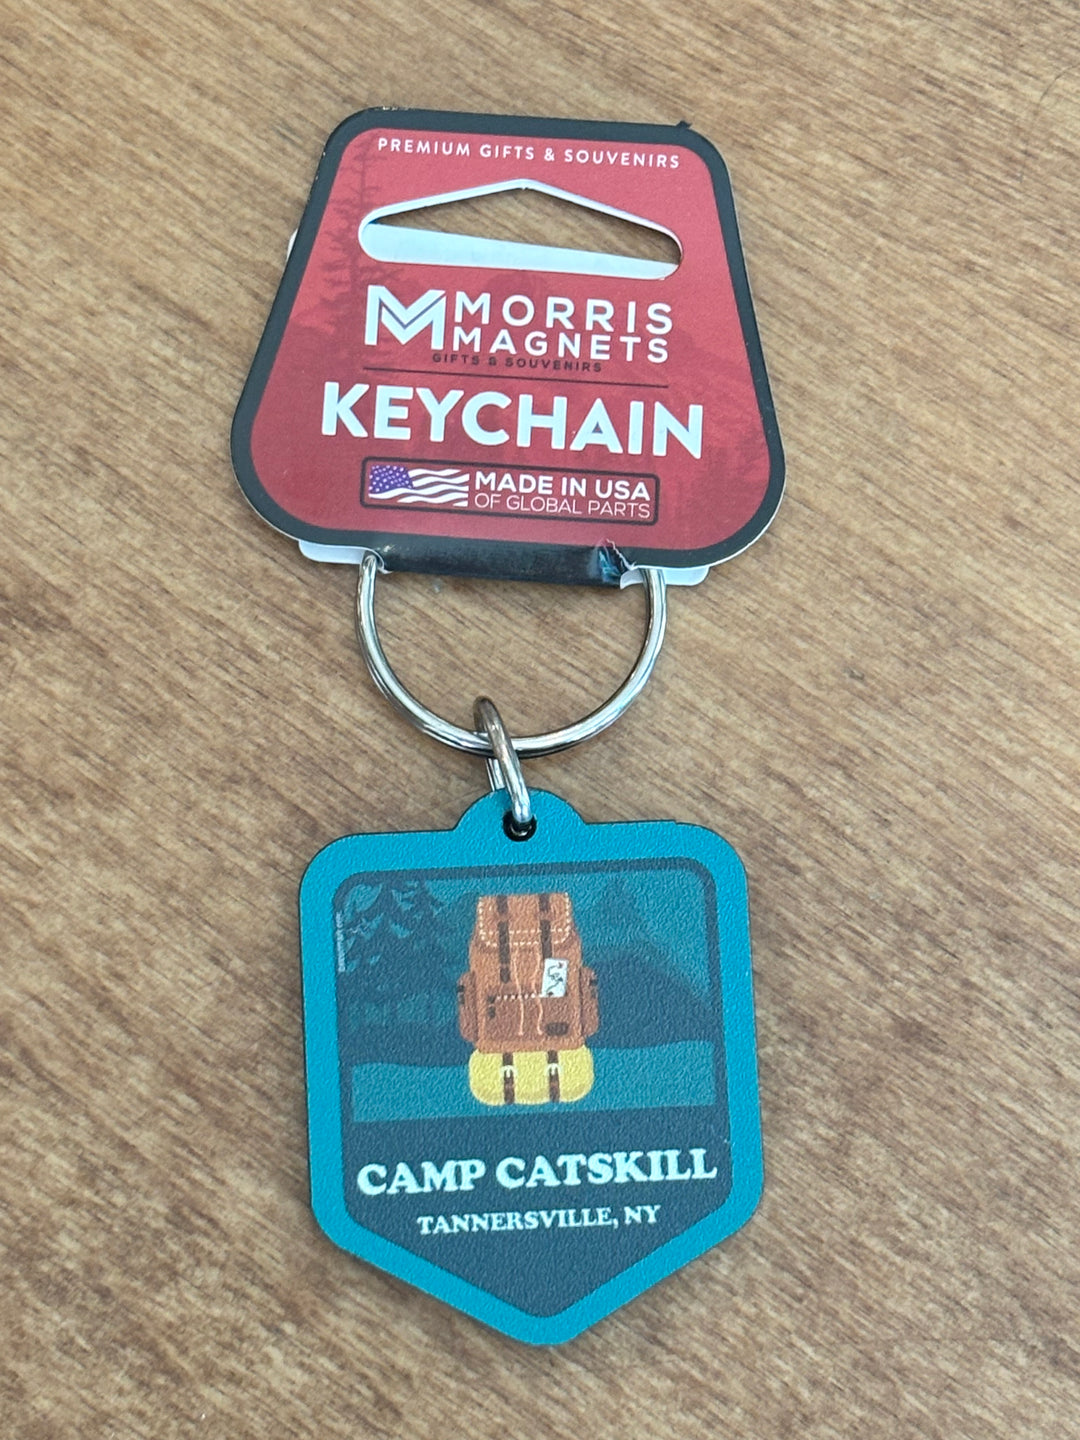 PREMIUM GIFTS & SOUVENIRS
MORRIS
MAGNETS
GIFTS & SOUVENIRS
KEYCHAIN
MADE IN USA
OF GLOBAL PARTS
CAMP CATSKILL
TANNERSVILLE, NY